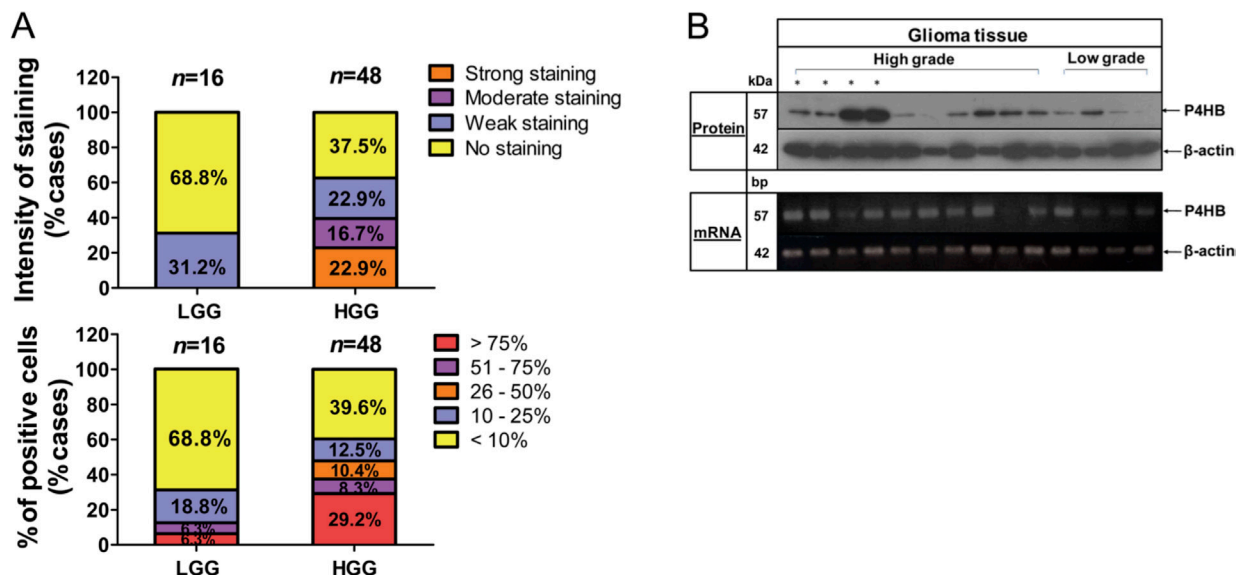 A
n=16
n=48
Intensity of staining
(%cases)
120
100
80
60
40
20
0
68.8%
31.2%
37.5%
22.9%
16.7%
22.9%
LGG
HGG
Strong staining
Moderate staining
Weak staining
No staining
n=16
n=48
% of positive cells
(%cases)
120
100
80
60
40
20
0
68.8%
18.8%
6.3%
6.3%
39.6%
12.5%
10.4%
8.3%
29.2%
LGG
HGG
> 75%
51 - 75%
26 - 50%
10 - 25%
< 10%
B
Glioma tissue
High grade
Low grade
kDa
* * * *
Protein
57
P4HB
42
β-actin
bp
mRNA
57
P4HB
42
β-actin